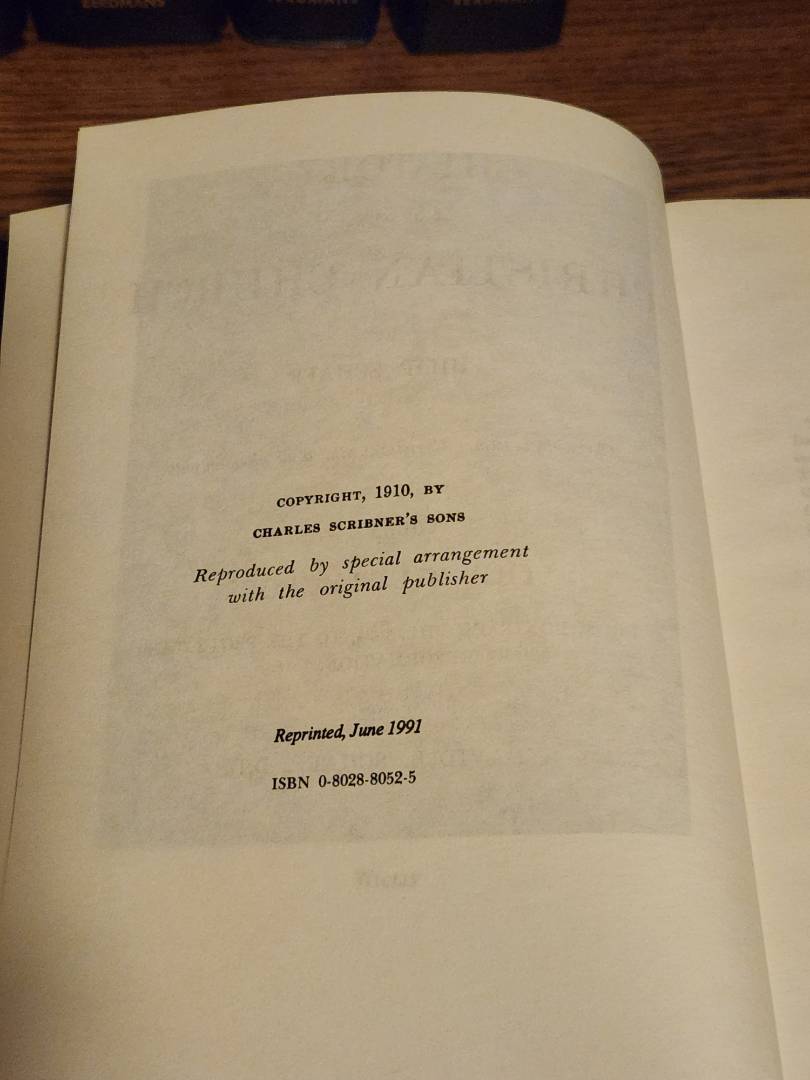 EERDMANS
COPYRIGHT, 1910, BY
CHARLES SCRIBNER'S SONS
Reproduced by special arrangement
with the original publisher
Reprinted, June 1991
ISBN 0-8028-8052-5